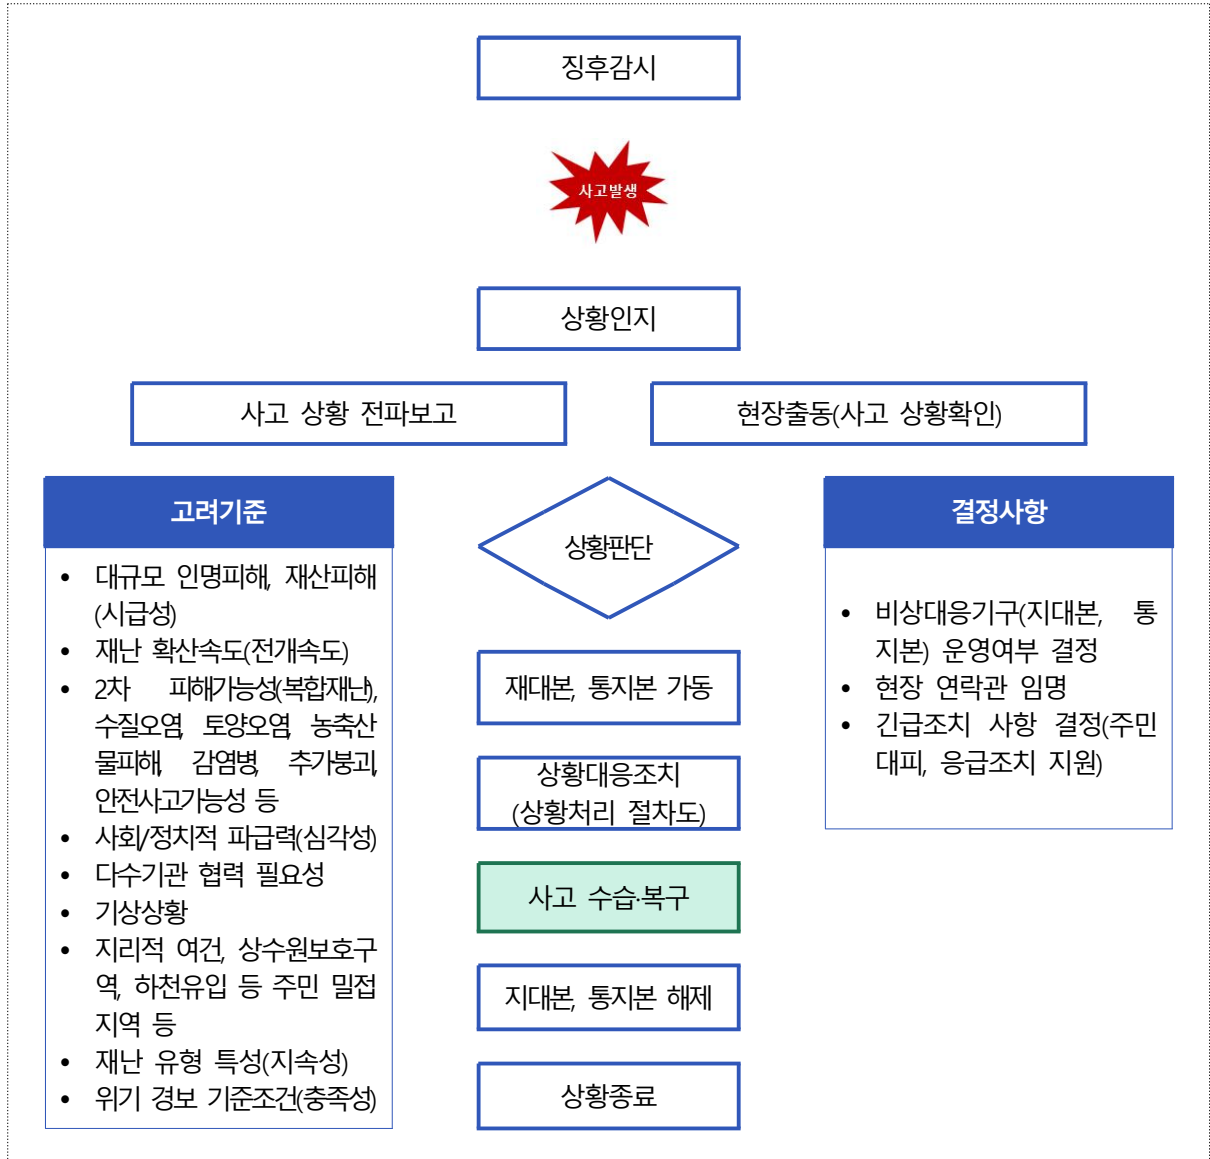 징후감시
사고발생
상황인지
사고 상황 전파보고
현장출동(사고 상황확인)
고려기준
• 대규모 인명피해, 재산피해
(시급성)
• 재난 확산속도(전개속도)
• 2차 피해가능성(복합재난),
수질오염, 토양오염, 농축산
물피해, 감염병, 추가붕괴,
안전사고가능성 등
• 사회/정치적 파급력(심각성)
• 다수기관 협력 필요성
• 기상상황
• 지리적 여건, 상수원보호구
역, 하천유입 등 주민 밀접
지역 등
• 재난 유형 특성(지속성)
• 위기 경보 기준조건(충족성)
상황판단
재대본, 통지본 가동
상황대응조치
(상황처리 절차도)
사고 수습·복구
지대본, 통지본 해제
상황종료
결정사항
• 비상대응기구(지대본, 통
지본) 운영여부 결정
• 현장 연락관 임명
• 긴급조치 사항 결정(주민
대피, 응급조치 지원)